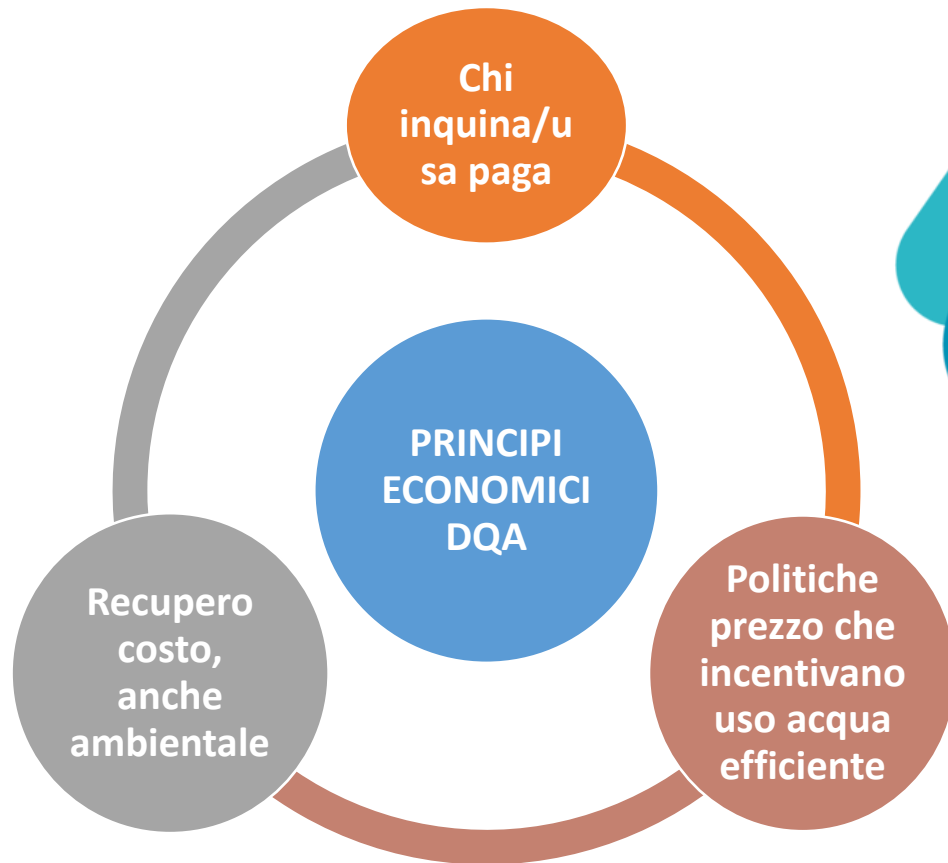 Chi
inquina/u
sa paga
PRINCIPI
ECONOMICI
DQA
Recupero
costo,
anche
ambientale
Politiche
prezzo che
incentivano
uso acqua
efficiente